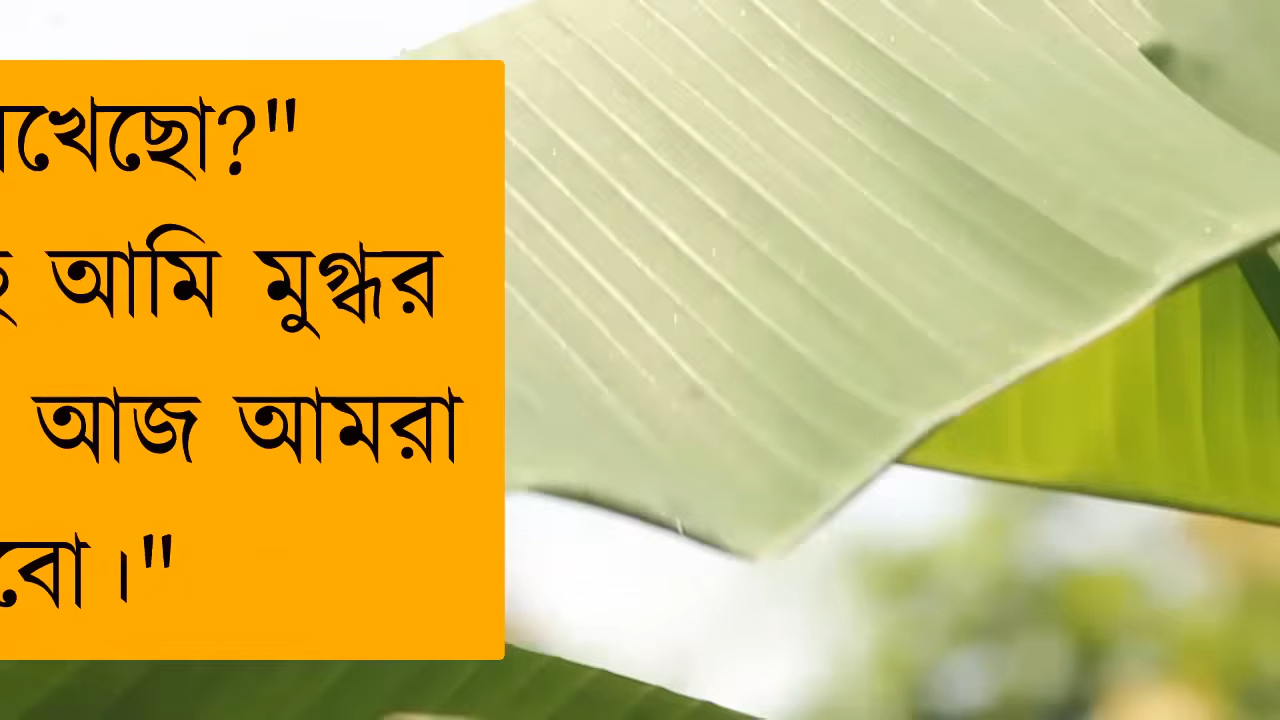 খেছো?"
আমি মুগ্ধর
আজ আমরা
বো।"